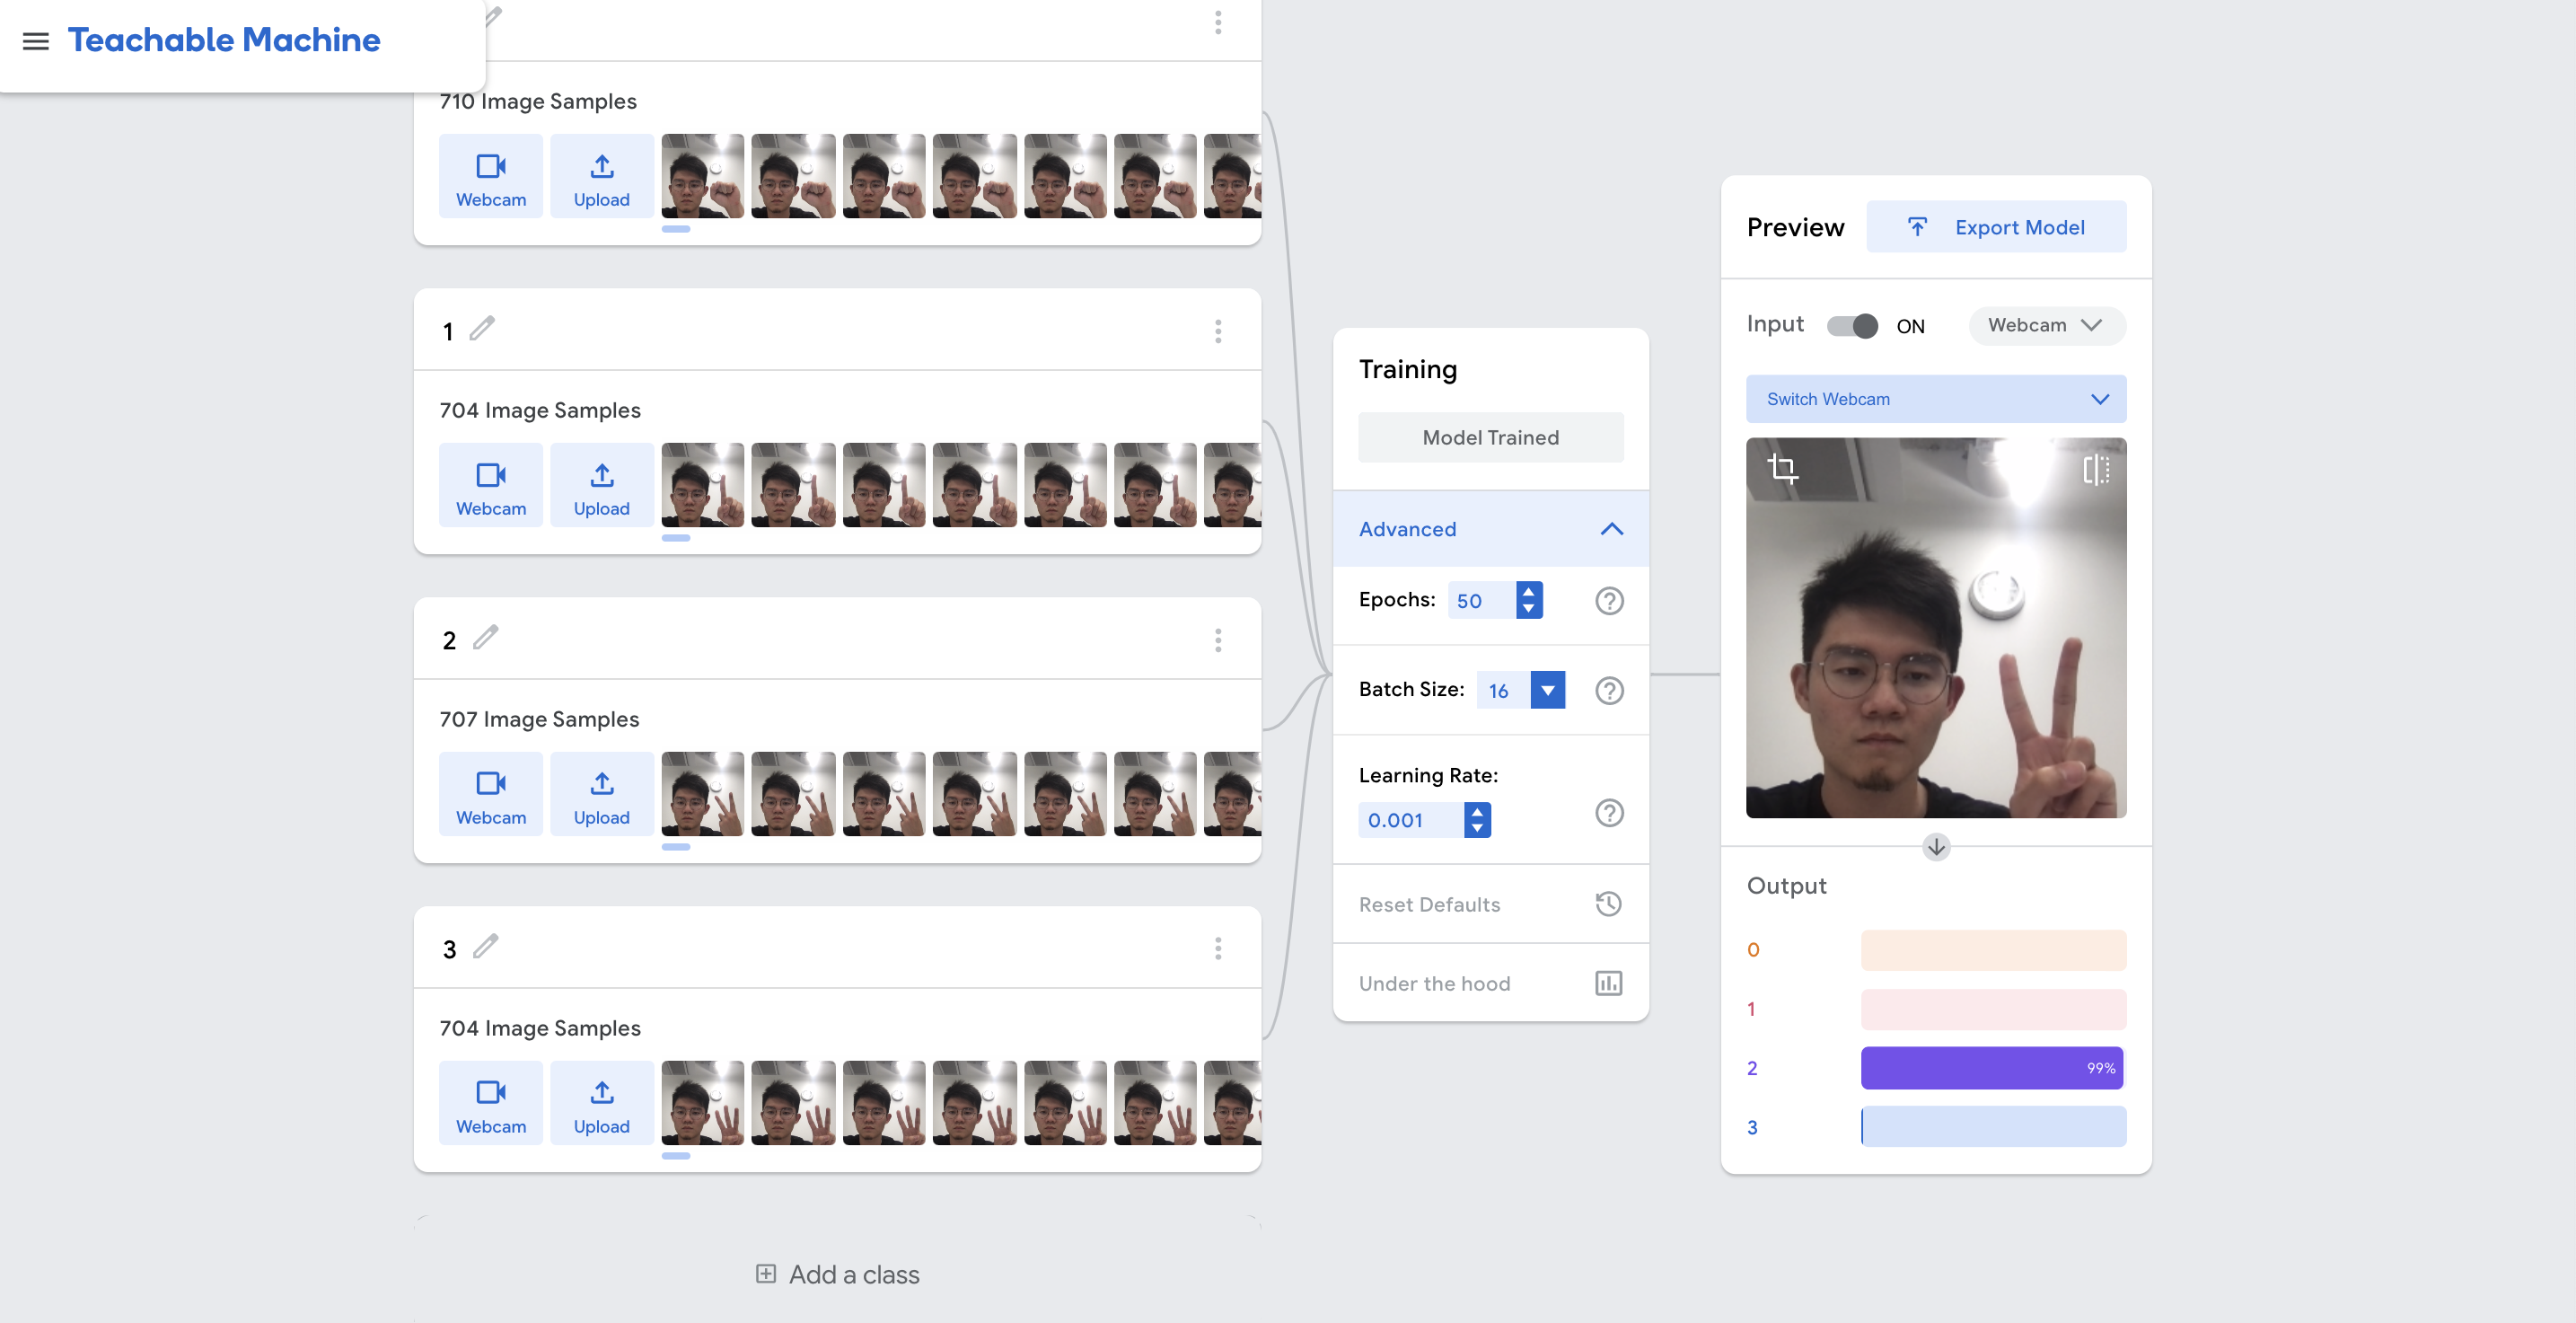 Teachable Machine
710 Image Samples
Webcam
Upload
1
704 Image Samples
Webcam
Upload
2
707 Image Samples
Webcam
Upload
3
704 Image Samples
Webcam
Upload
Add a class
Training
Model Trained
Advanced
Epochs: 50
Batch Size: 16
Learning Rate:
0.001
Reset Defaults
Under the hood
Preview
Export Model
Input ON Webcam
Switch Webcam
Output
0
1
2 99%
3